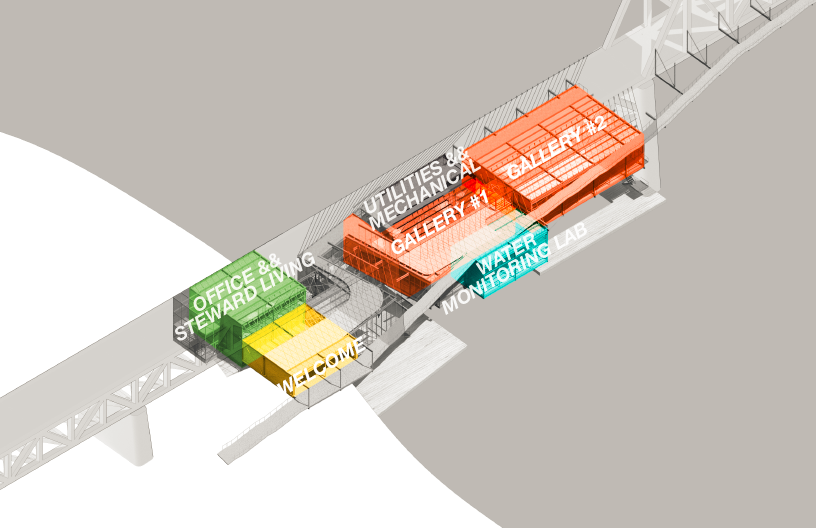 UTILITIES &&
MECHANICAL
GALLERY #2
GALLERY #1
WATER
MONITORING LAB
OFFICE &&
STEWARD LIVING
WELCOME